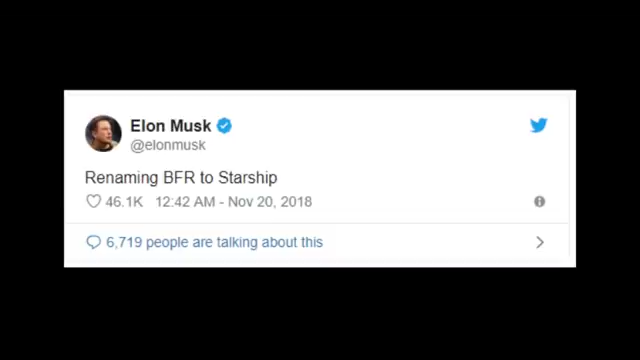 Elon Musk
@elonmusk
Renaming BFR to Starship
46.1K 12:42 AM - Nov 20, 2018
6,719 people are talking about this